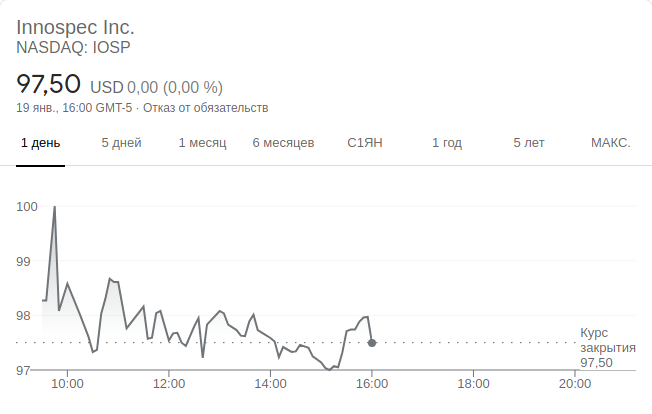 Innospec Inc.
NASDAQ: IOSP
97,50 USD 0,00 (0,00 %)
19 янв., 16:00 GMT-5 · Отказ от обязательств
1 день 5 дней 1 месяц 6 месяцев С1ЯН 1 год 5 лет МАКС.
100
99
98
97
Курс
закрытия
97,50
10:00 12:00 14:00 16:00 18:00 20:00